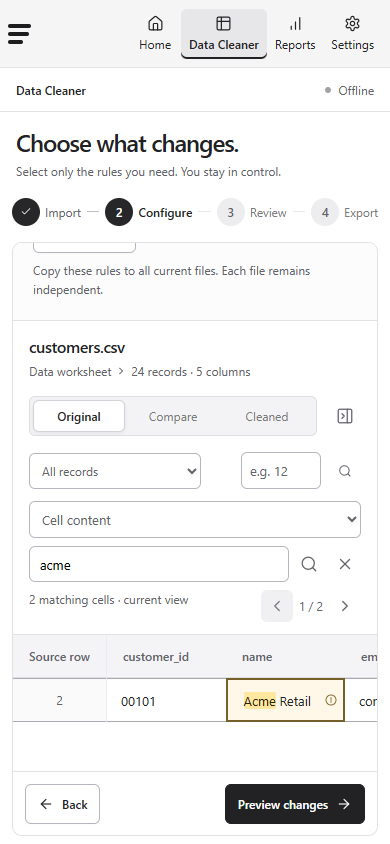 Home
Data Cleaner
Reports
Settings
Data Cleaner
Offline
Choose what changes.
Select only the rules you need. You stay in control.
Import
2 Configure
3 Review
4 Export
Copy these rules to all current files. Each file remains
independent.
customers.csv
Data worksheet > 24 records · 5 columns
Original
Compare
Cleaned
All records
e.g. 12
Cell content
acme
2 matching cells · current view
1 / 2
Source row
customer_id
name
em
2
00101
Acme Retail
cor
Back
Preview changes